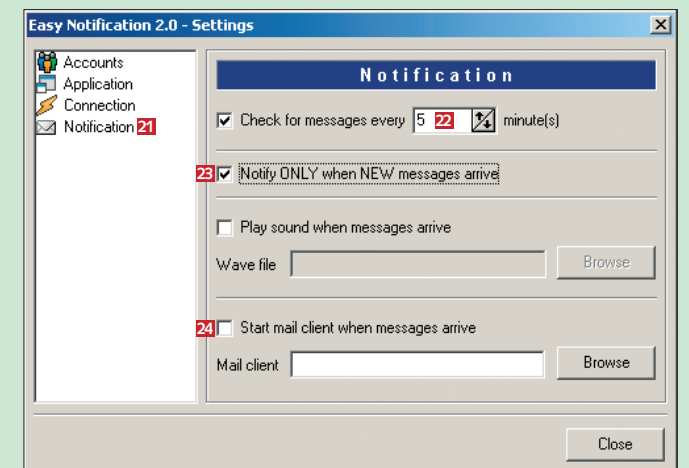 Easy Notification 2.0 - Settings
Accounts
Application
Connection
Notification 21
Notification
Check for messages every 5 22 minute(s)
23 Notify ONLY when NEW messages arrive
Play sound when messages arrive
Wave file Browse
24 Start mail client when messages arrive
Mail client Browse
Close